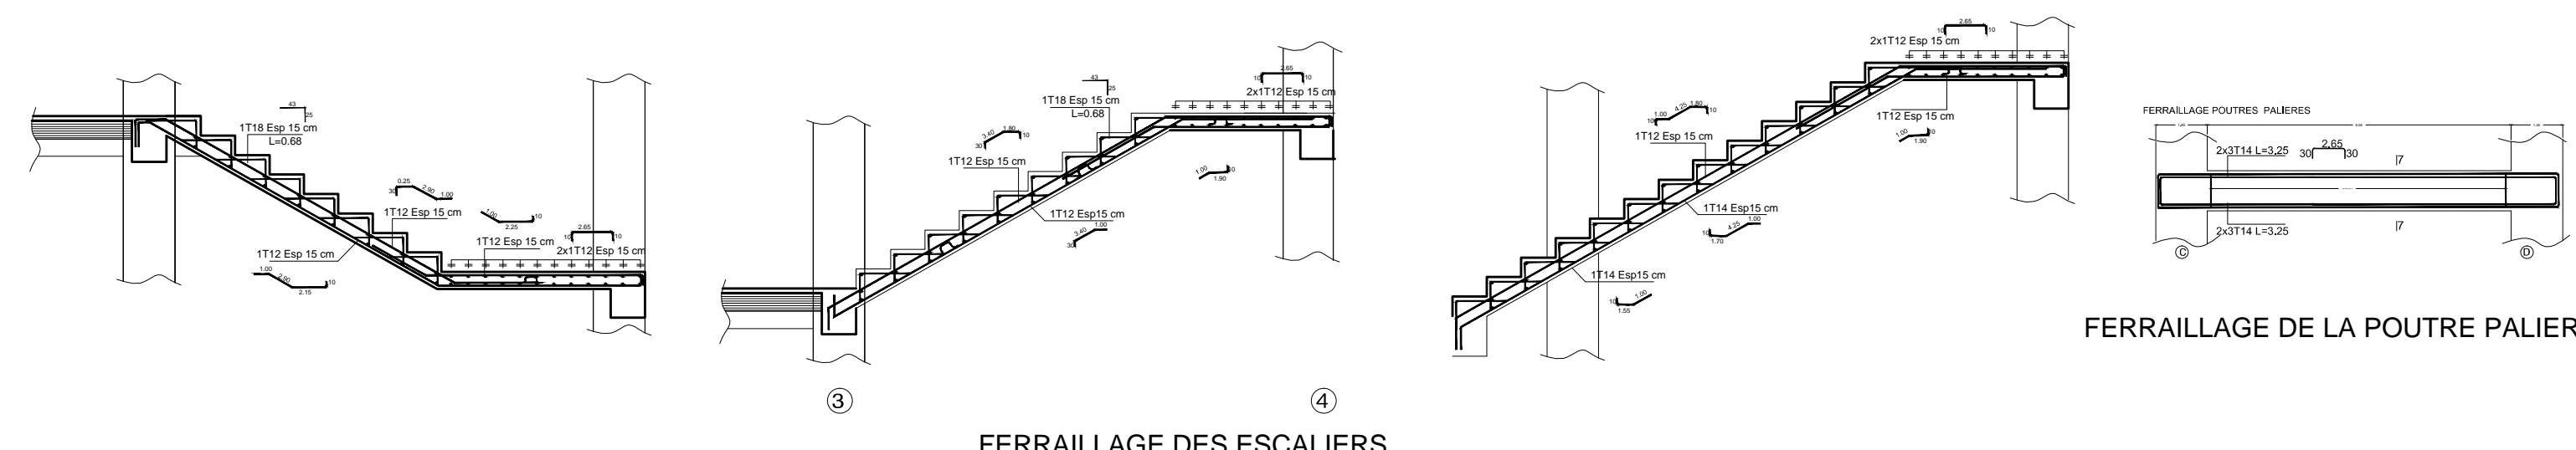 43
25
1T18 Esp 15 cm
L=0.68
0.25
30
2.90
1.00
1T12 Esp 15 cm
1.00
10
2.25
1T12 Esp 15 cm
2.65
10
10
2x1T12 Esp 15 cm
1T12 Esp 15 cm
1.00
2.90
10
2.15
43
25
1T18 Esp 15 cm
L=0.68
2.65
10
10
2x1T12 Esp 15 cm
3.40
1.80
10
30
1T12 Esp 15 cm
1.00
10
1.90
1T12 Esp15 cm
3.40
1.00
30
3
4
FERRAILLAGE DES ESCALIERS
2.65
10
10
2x1T12 Esp 15 cm
1.00
4.25
1.80
10
10
1T12 Esp 15 cm
1T12 Esp 15 cm
1.00
10
1.90
1T14 Esp15 cm
4.25
1.00
10
1.70
1T14 Esp15 cm
1.00
10
1.55
FERRAILLAGE POUTRES PALIERES
2x3T14 L=3.25
2.65
30
30
7
2x3T14 L=3.25
7
C
D
FERRAILLAGE DE LA POUTRE PALIER